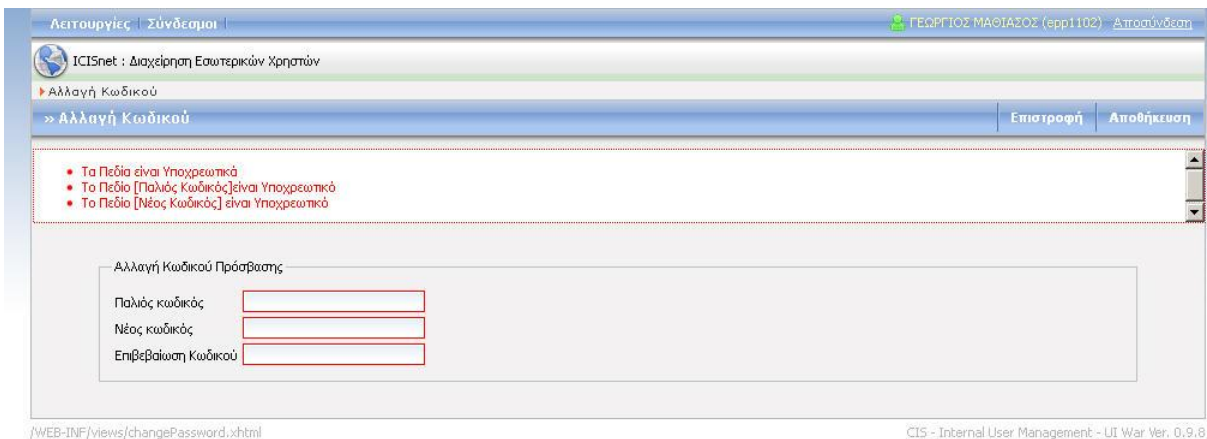 Λειτουργίες Σύνδεσμοι ΓΕΩΡΓΙΟΣ ΜΑΘΙΑΣΟΣ (epp1102) Αποσύνδεση
ICISnet : Διαχείρηση Εσωτερικών Χρηστών
Αλλαγή Κωδικού
» Αλλαγή Κωδικού Επιστροφή Αποθήκευση
• Τα Πεδία είναι Υποχρεωτικά
• Το Πεδίο [Παλιός Κωδικός]είναι Υποχρεωτικό
• Το Πεδίο [Νέος Κωδικός] είναι Υποχρεωτικό
Αλλαγή Κωδικού Πρόσβασης
Παλιός κωδικός
Νέος κωδικός
Επιβεβαίωση Κωδικού
/WEB-INF/views/changePassword.xhtml CIS - Internal User Management - UI War Ver. 0.9.8